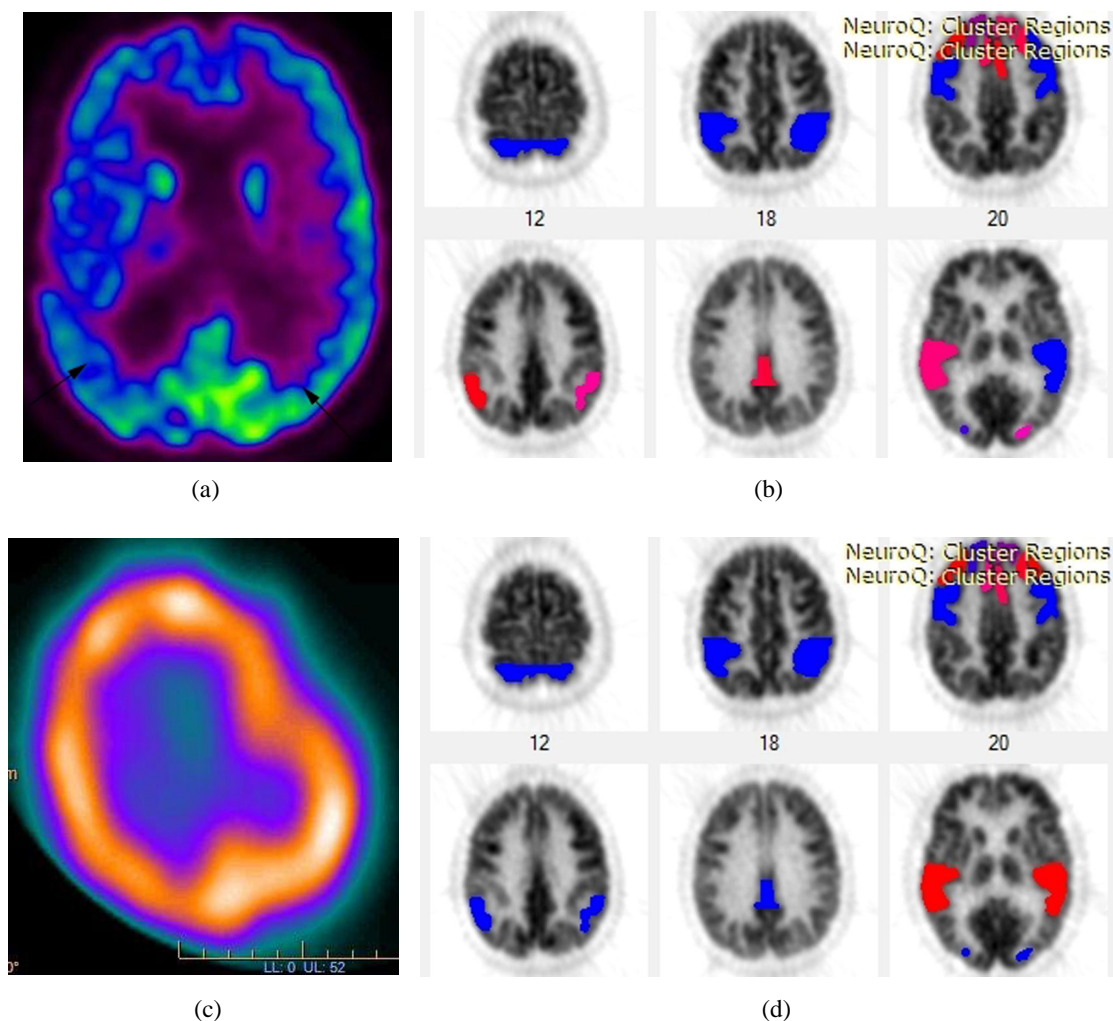 NeuroQ: Cluster Regions
NeuroQ: Cluster Regions
12
18
20
(a)
(b)
NeuroQ: Cluster Regions
NeuroQ: Cluster Regions
12
18
20
m
0°
LL: 0 UL: 52
(c)
(d)